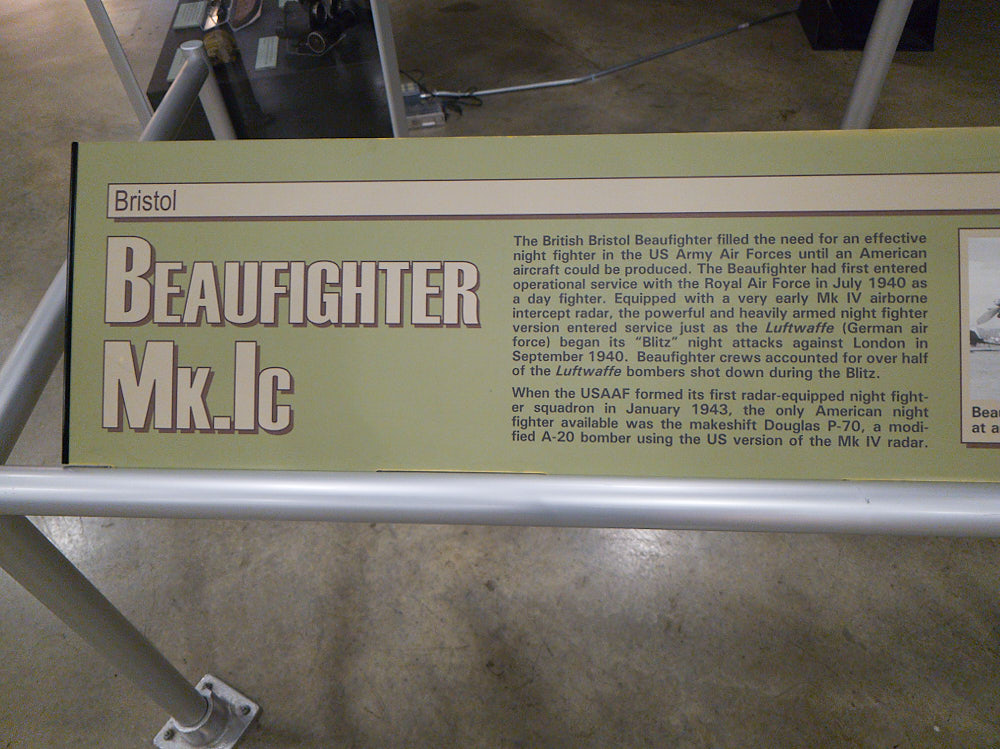 Bristol
BEAUFIGHTER
MK.IC
The British Bristol Beaufighter filled the need for an effective
night fighter in the US Army Air Forces until an American
aircraft could be produced. The Beaufighter had first entered
operational service with the Royal Air Force in July 1940 as
a day fighter. Equipped with a very early Mk IV airborne
intercept radar, the powerful and heavily armed night fighter
version entered service just as the Luftwaffe (German air
force) began its “Blitz” night attacks against London in
September 1940. Beaufighter crews accounted for over half
of the Luftwaffe bombers shot down during the Blitz.
When the USAAF formed its first radar-equipped night fight-
er squadron in January 1943, the only American night
fighter available was the makeshift Douglas P-70, a modi-
fied A-20 bomber using the US version of the Mk IV radar.
Beau
at a